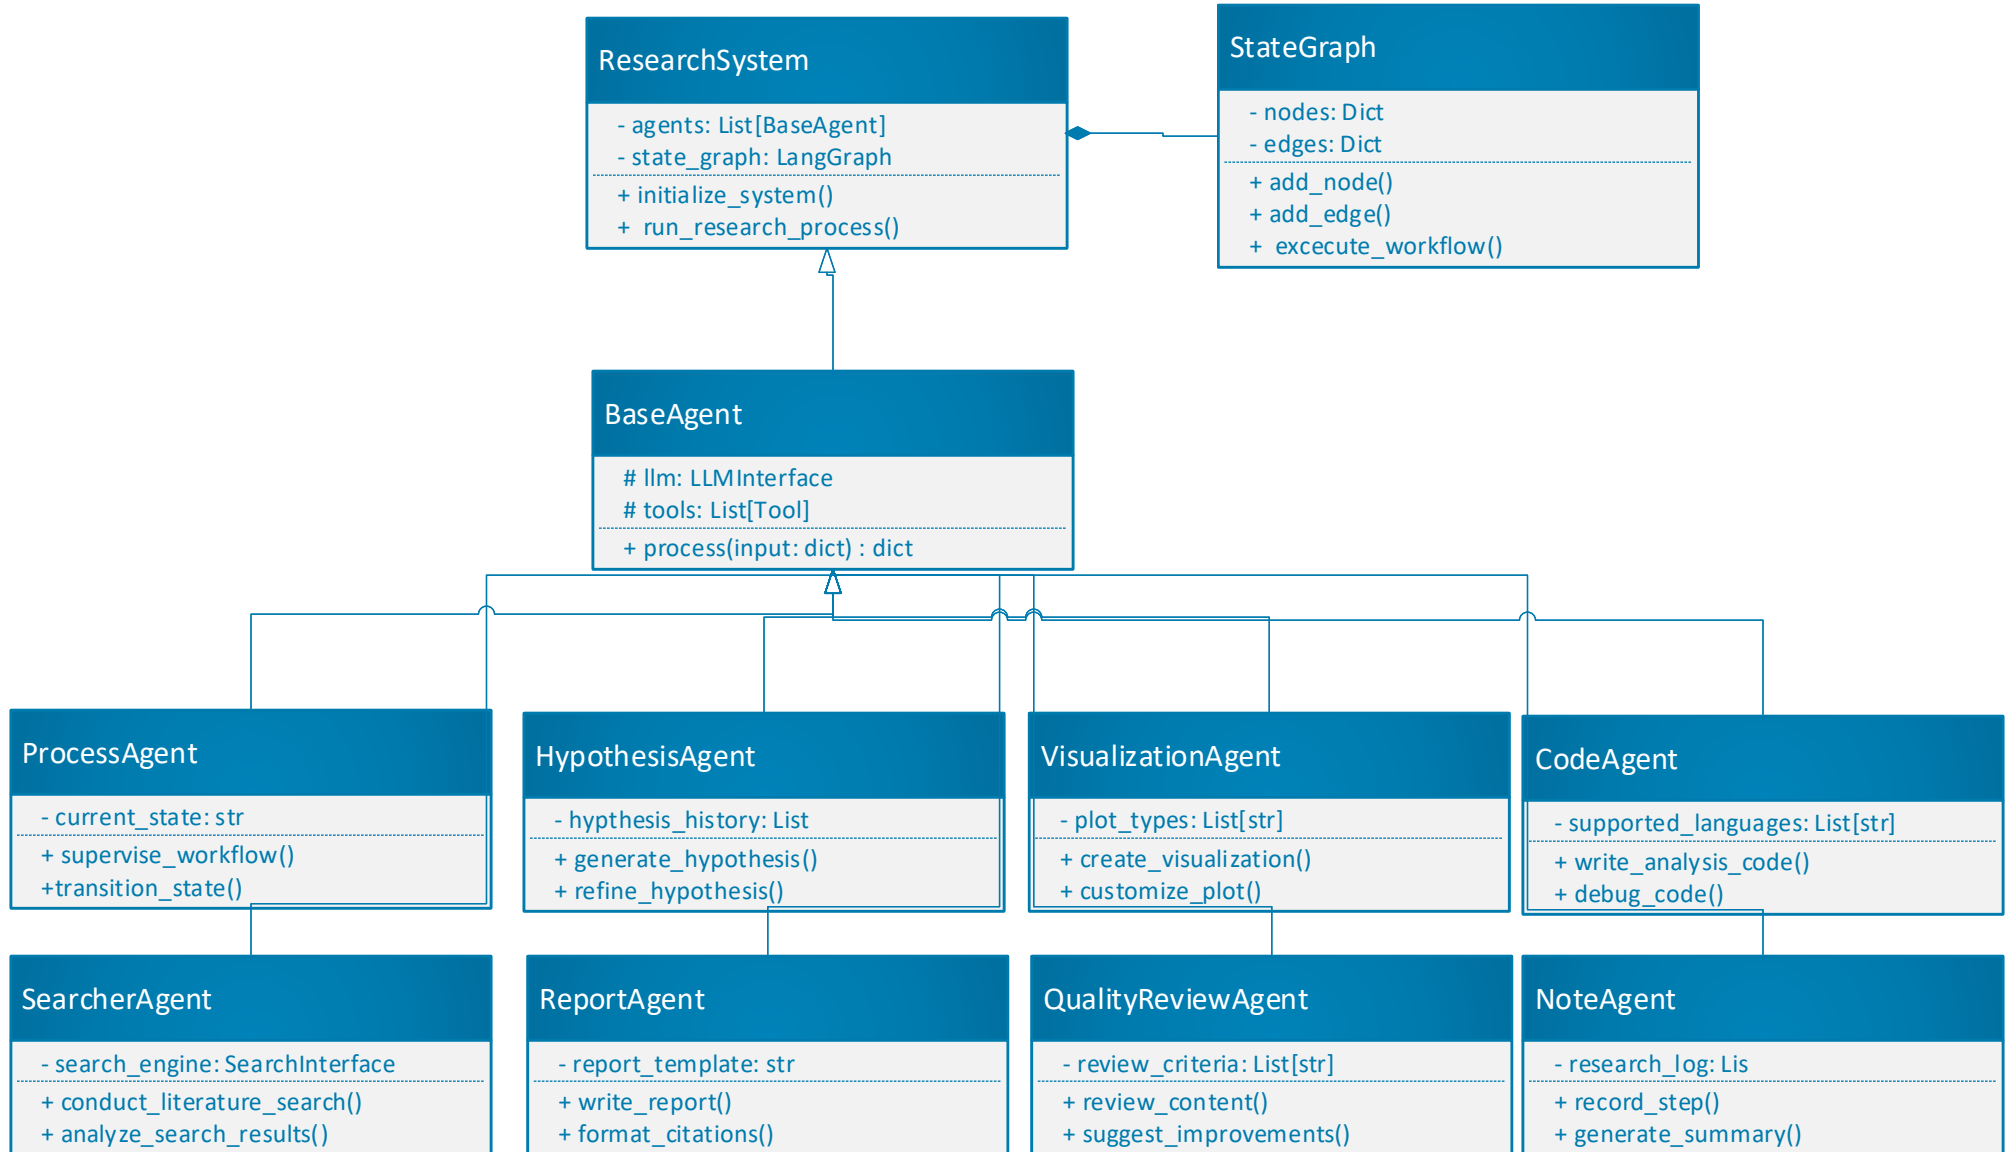 ResearchSystem
- agents: List[BaseAgent]
- state_graph: LangGraph
+ initialize_system()
+ run_research_process()
StateGraph
- nodes: Dict
- edges: Dict
+ add_node()
+ add_edge()
+ excecute_workflow()
BaseAgent
# llm: LLMInterface
# tools: List[Tool]
+ process(input: dict) : dict
ProcessAgent
- current_state: str
+ supervise_workflow()
+transition_state()
HypothesisAgent
- hypthesis_history: List
+ generate_hypothesis()
+ refine_hypothesis()
VisualizationAgent
- plot_types: List[str]
+ create_visualization()
+ customize_plot()
CodeAgent
- supported_languages: List[str]
+ write_analysis_code()
+ debug_code()
SearcherAgent
- search_engine: SearchInterface
+ conduct_literature_search()
+ analyze_search_results()
ReportAgent
- report_template: str
+ write_report()
+ format_citations()
QualityReviewAgent
- review_criteria: List[str]
+ review_content()
+ suggest_improvements()
NoteAgent
- research_log: Lis
+ record_step()
+ generate_summary()